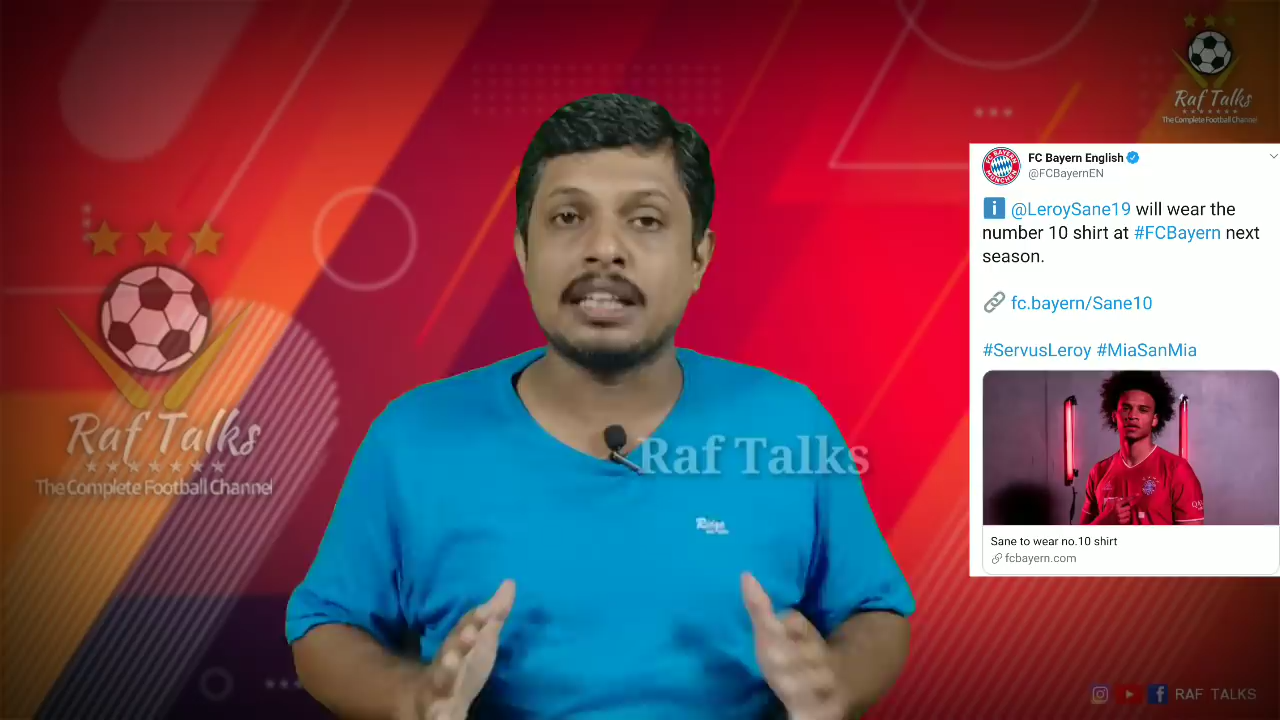 Raf Talks
The Complete Football Channel
Raf Talks
The Complete Football Channel
Raf Talks
FC Bayern English
@FCBayernEN
@LeroySane19 will wear the
number 10 shirt at #FCBayern next
season.
fc.bayern/Sane10
#ServusLeroy #MiaSanMia
Sane to wear no.10 shirt
fcbayern.com
RAF TALKS